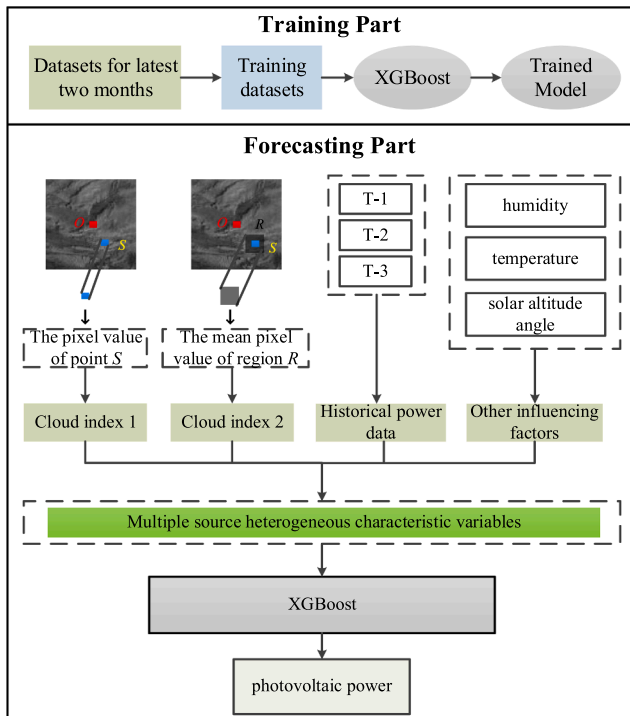 Training Part
Datasets for latest
two months
Training
datasets
XGBoost
Trained
Model
Forecasting Part
O
S
O
R
S
The pixel value
of point S
The mean pixel
value of region R
T-1
T-2
T-3
humidity
temperature
solar altitude
angle
Cloud index 1
Cloud index 2
Historical power
data
Other influencing
factors
Multiple source heterogeneous characteristic variables
XGBoost
photovoltaic power